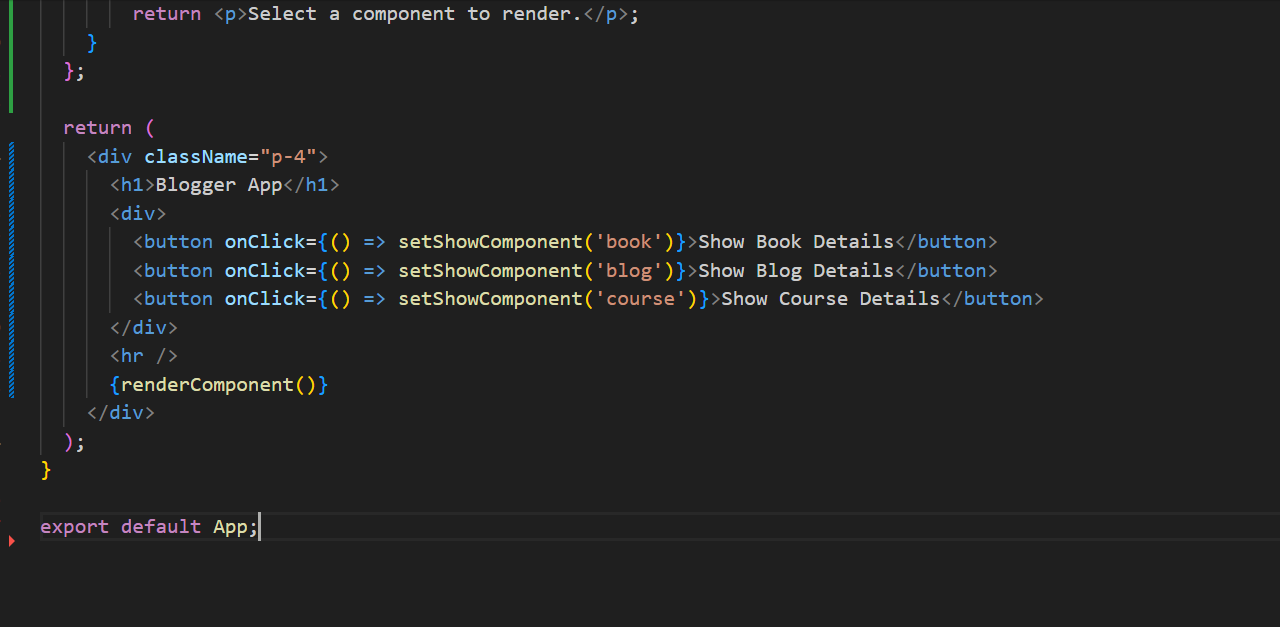 return <p>Select a component to render.</p>;
}
};
return (
<div className="p-4">
<h1>Blogger App</h1>
<div>
<button onClick={() => setShowComponent('book')}>Show Book Details</button>
<button onClick={() => setShowComponent('blog')}>Show Blog Details</button>
<button onClick={() => setShowComponent('course')}>Show Course Details</button>
</div>
<hr />
{renderComponent()}
</div>
);
}
export default App;